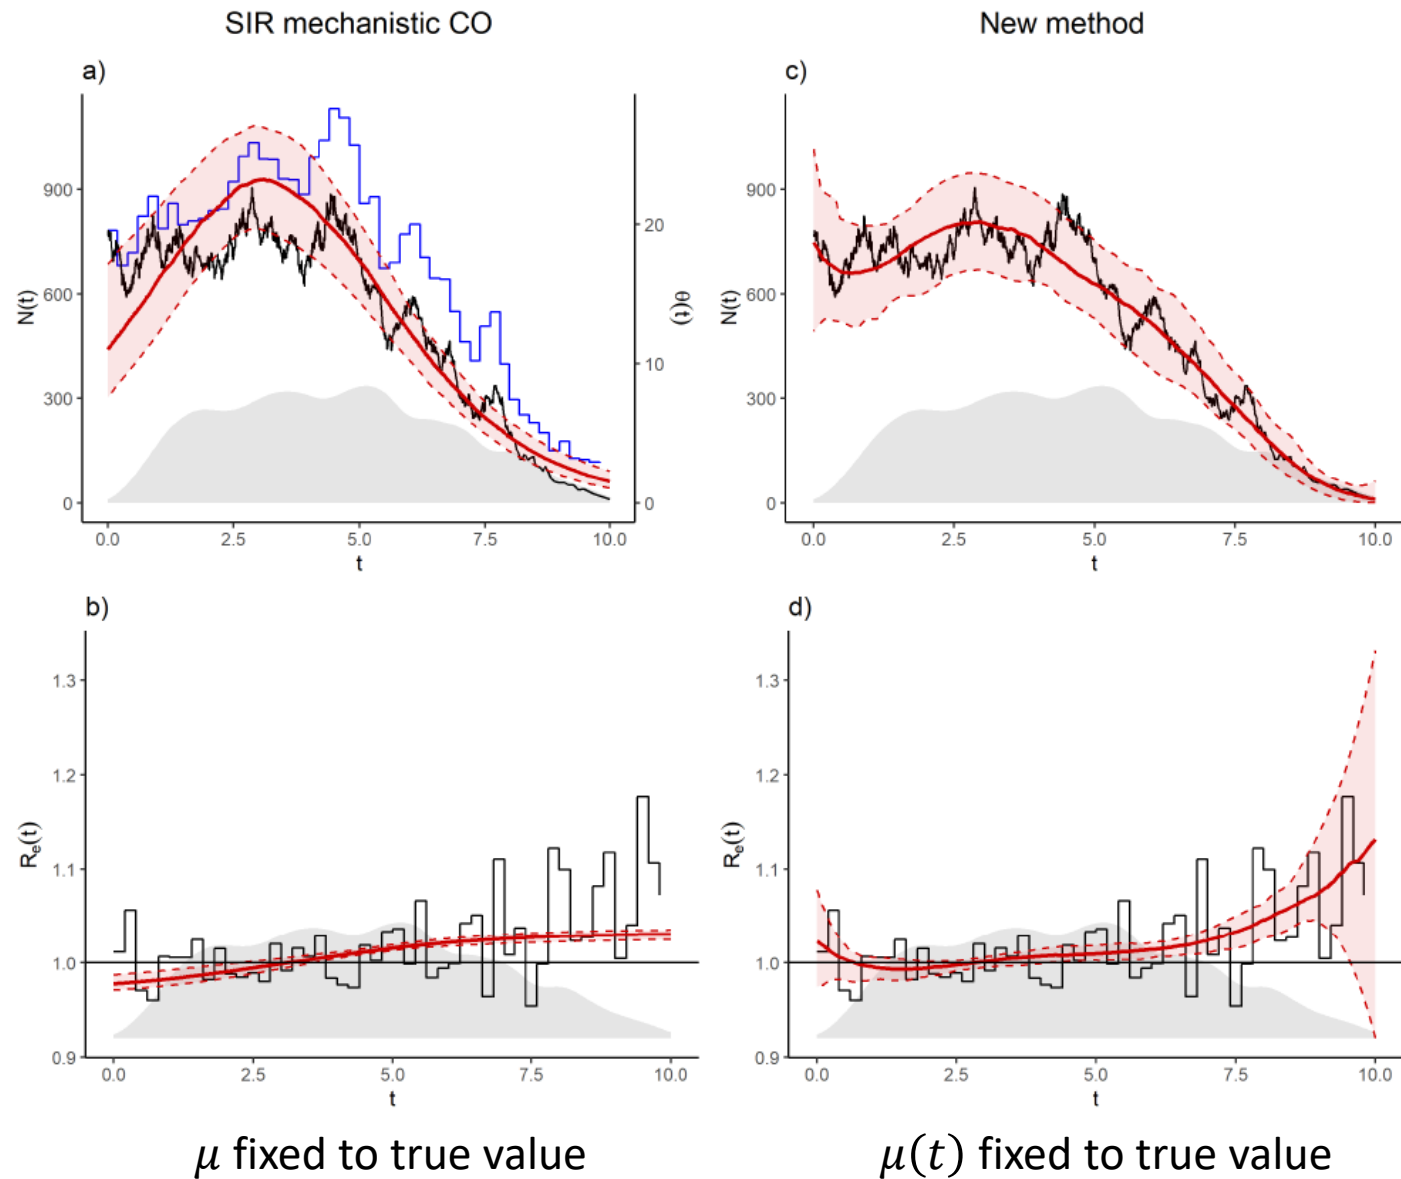 SIR mechanistic CO
New method
a)
c)
N(t)
900
600
300
0
20
10
0
θ(t)
0.0 2.5 5.0 7.5 10.0
t
N(t)
900
600
300
0
0.0 2.5 5.0 7.5 10.0
t
b)
d)
Re(t)
1.3
1.2
1.1
1.0
0.9
0.0 2.5 5.0 7.5 10.0
t
Re(t)
1.3
1.2
1.1
1.0
0.9
0.0 2.5 5.0 7.5 10.0
t
μ fixed to true value
μ(t) fixed to true value